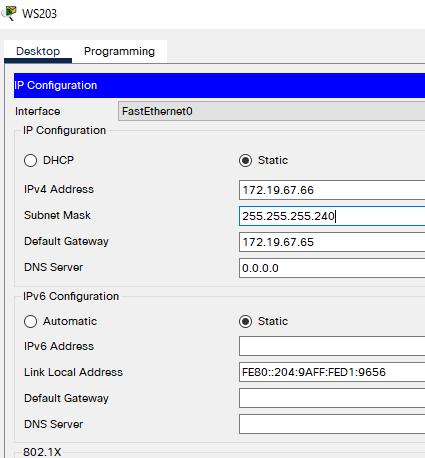 WS203
Desktop Programming
IP Configuration
Interface FastEthernet0
IP Configuration
DHCP Static
IPv4 Address 172.19.67.66
Subnet Mask 255.255.255.240
Default Gateway 172.19.67.65
DNS Server 0.0.0.0
IPv6 Configuration
Automatic Static
IPv6 Address
Link Local Address FE80::204:9AFF:FED1:9656
Default Gateway
DNS Server
802.1X